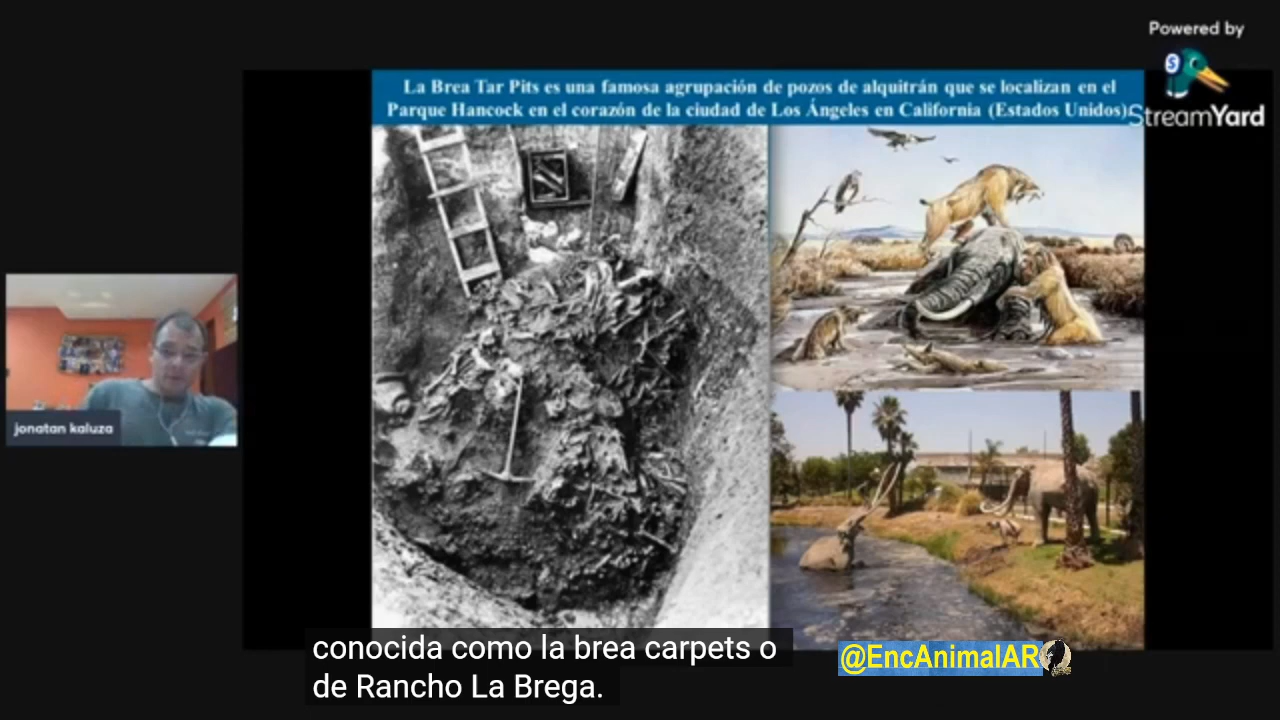 Powered by
StreamYard
La Brea Tar Pits es una famosa agrupación de pozos de alquitrán que se localizan en el
Parque Hancock en el corazón de la ciudad de Los Ángeles en California (Estados Unidos).
jonatan kaluza
conocida como la brea carpets o
de Rancho La Brega.
@EncAnimalAR